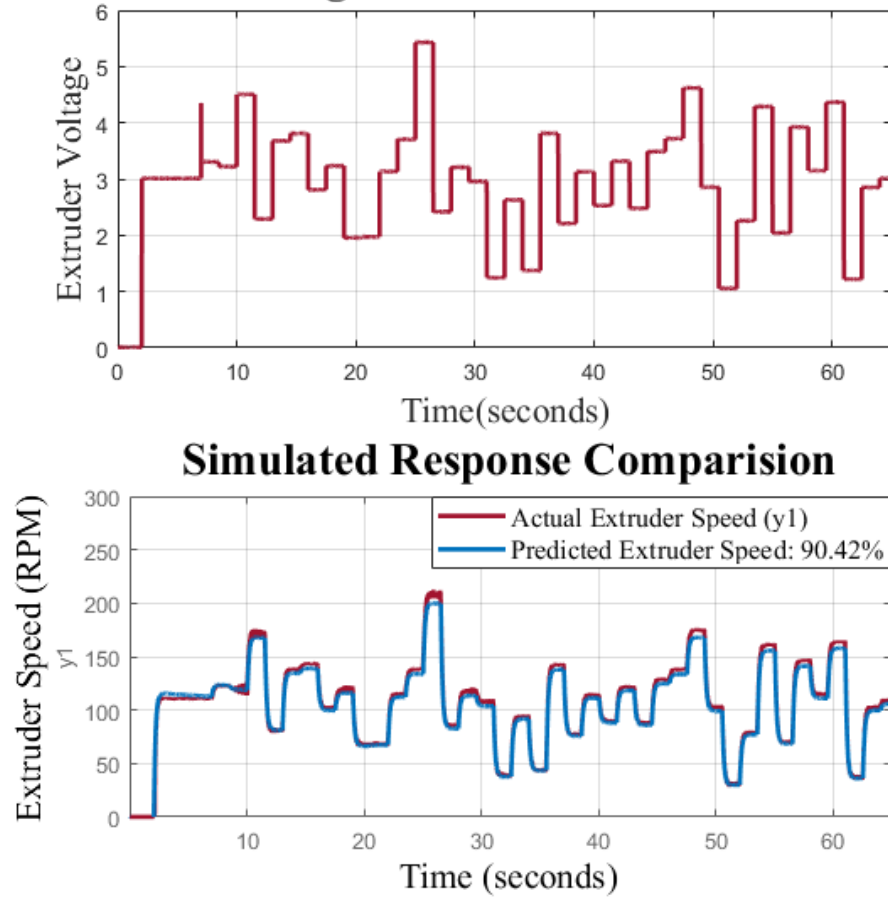 6
5
4
3
2
1
0
Extruder Voltage
0 10 20 30 40 50 60
Time(seconds)
Simulated Response Comparision
300
250
200
150
100
50
0
Extruder Speed (RPM)
y1
Actual Extruder Speed (y1)
Predicted Extruder Speed: 90.42%
10 20 30 40 50 60
Time (seconds)